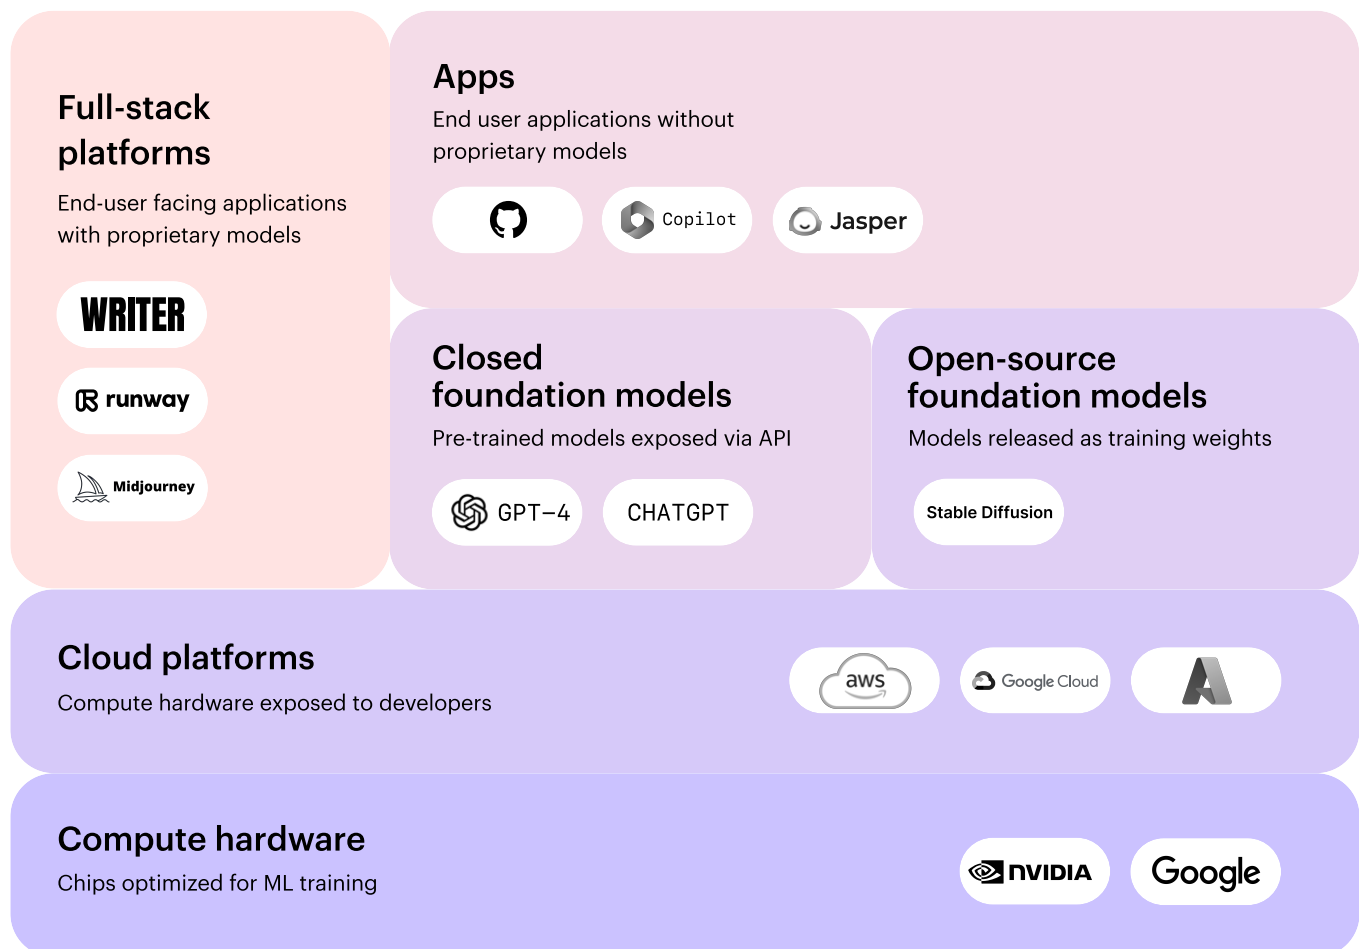 Full-stack
platforms
End-user facing applications
with proprietary models
WRITER
runway
Midjourney
Apps
End user applications without
proprietary models
Copilot
Jasper
Closed
foundation models
Pre-trained models exposed via API
GPT-4
CHATGPT
Open-source
foundation models
Models released as training weights
Stable Diffusion
Cloud platforms
Compute hardware exposed to developers
aws
Google Cloud
Compute hardware
Chips optimized for ML training
NVIDIA
Google